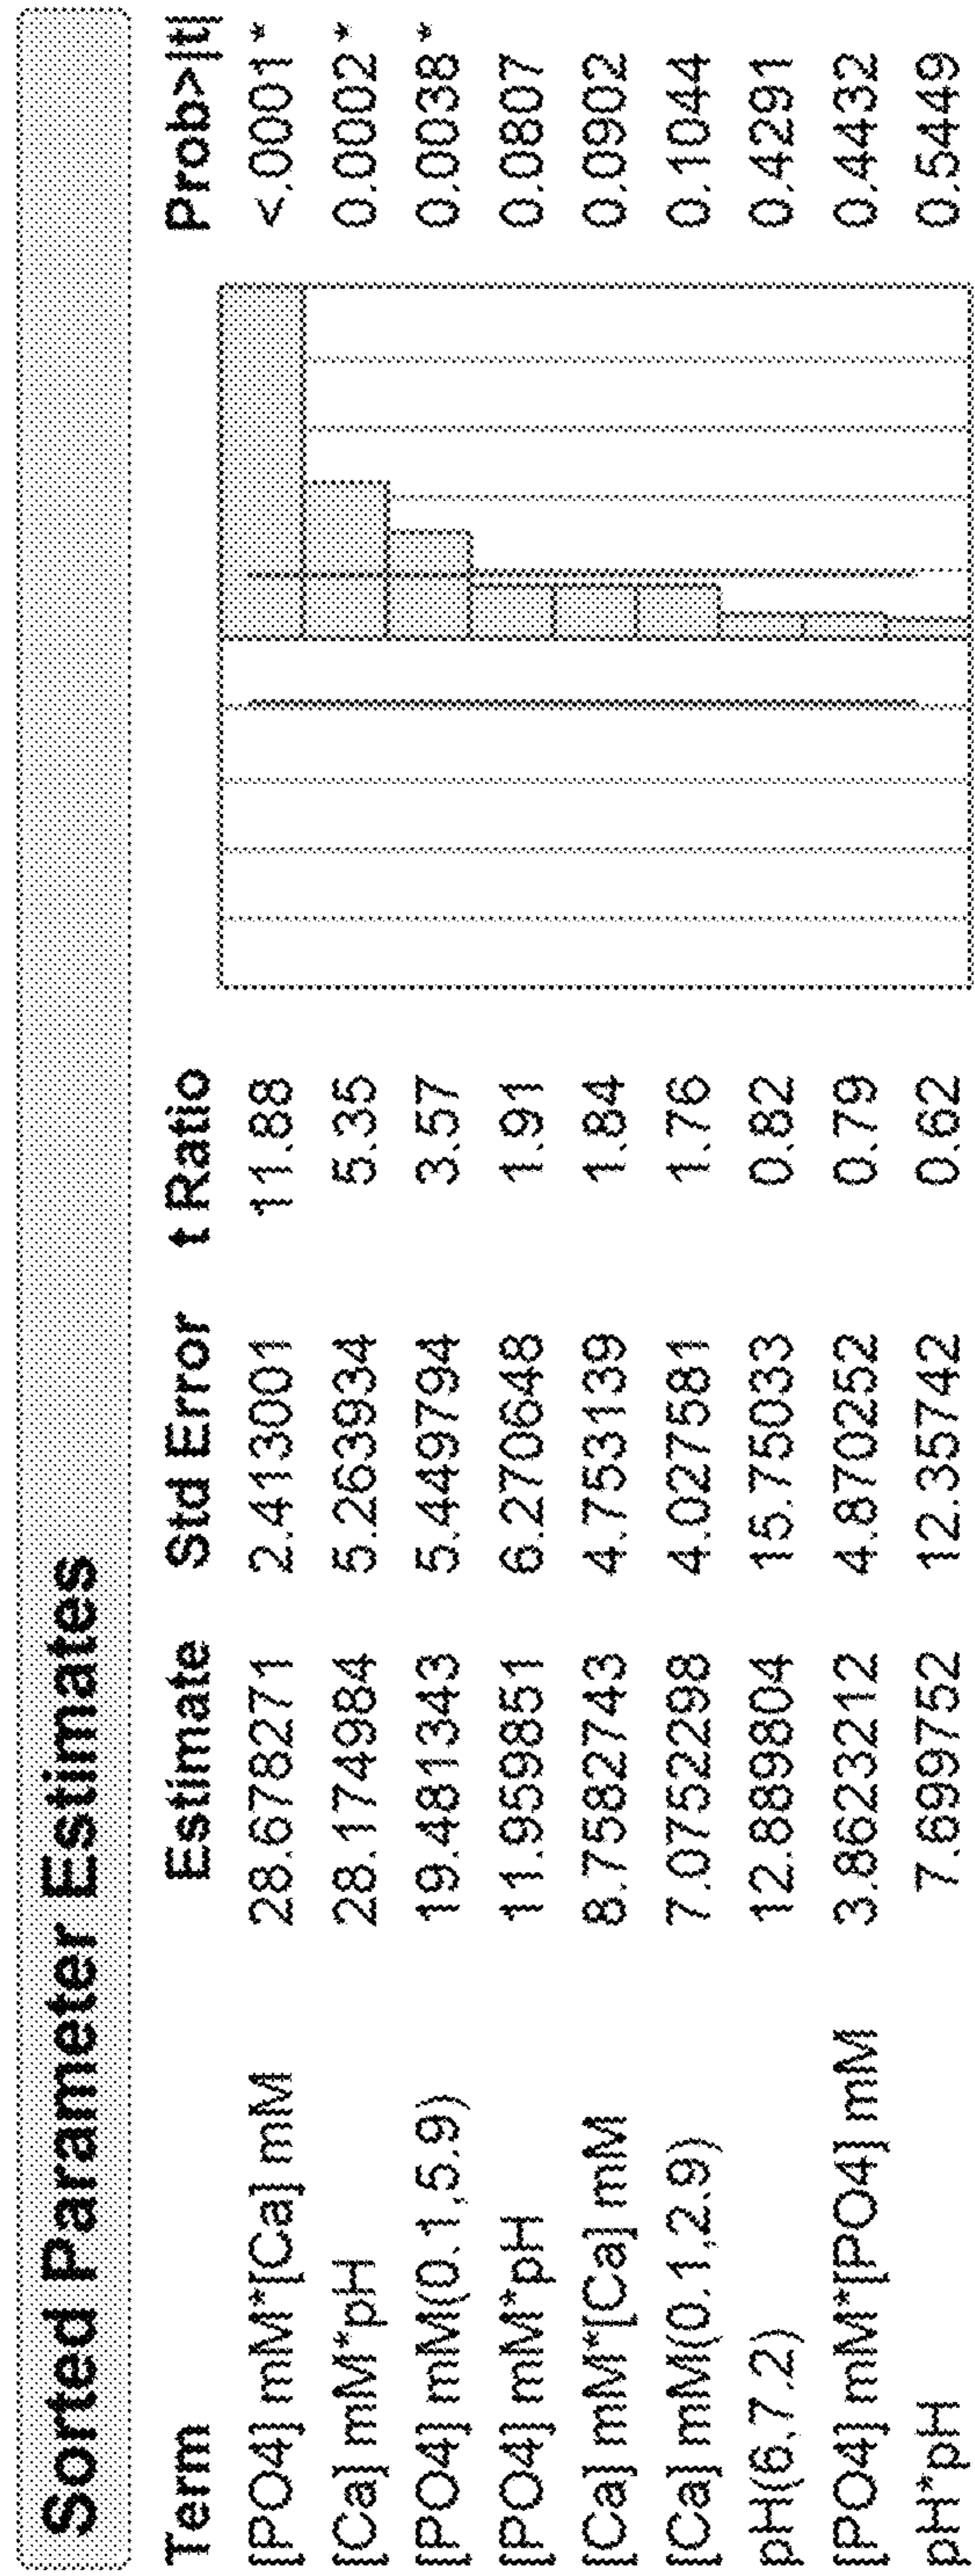 Sorted Parameter Estimates
Term Estimate Std Error t Ratio Prob>|t|
[PO4] mM*[Ca] mM 28.678271 2.413001 11.88 <.0001*
[Ca] mM*pH 28.174984 5.263934 5.35 0.0002*
[PO4] mM(0.1,5.9) 19.481343 5.449794 3.57 0.0038*
[PO4] mM*pH 11.959851 6.270648 1.91 0.0807
[Ca] mM*[Ca] mM 8.7582743 4.753139 1.84 0.0902
[Ca] mM(0.1,2.9) 7.0752298 4.027581 1.76 0.1044
pH(6,7.2) 12.889804 15.75033 0.82 0.4291
[PO4] mM*[PO4] mM 3.8623212 4.870252 0.79 0.4432
pH*pH 7.699752 12.35742 0.62 0.5449